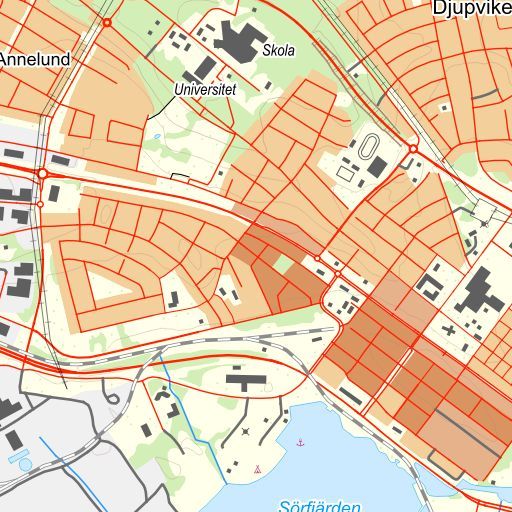 Djupvike
Skola
Annelund
Universitet
Sörfjärden